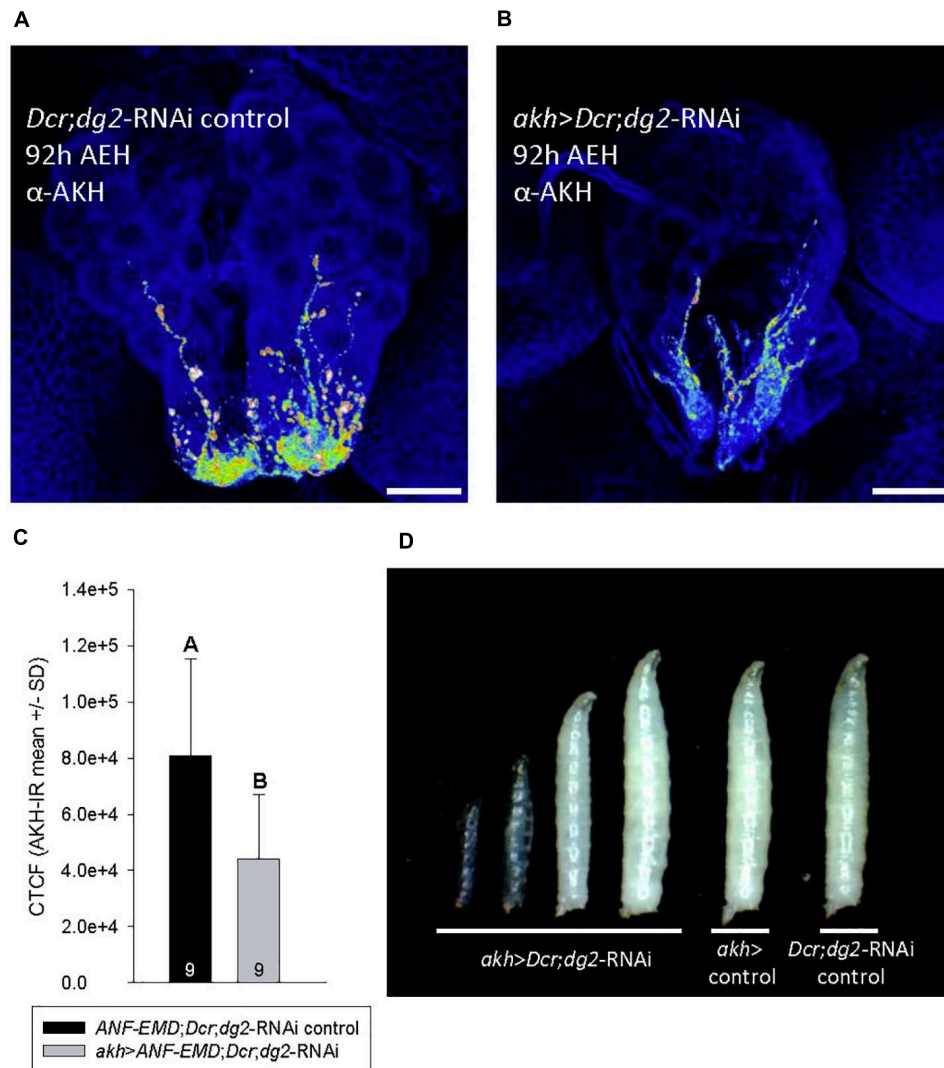 A
B
Dcr;dg2-RNAi control
92h AEH
α-AKH
akh>Dcr;dg2-RNAi
92h AEH
α-AKH
C
D
1.4e+5
1.2e+5
1.0e+5
8.0e+4
6.0e+4
4.0e+4
2.0e+4
0.0
CTCF (AKH-IR mean +/- SD)
A
B
9
9
ANF-EMD;Dcr;dg2-RNAi control
akh>ANF-EMD;Dcr;dg2-RNAi
akh>Dcr;dg2-RNAi
akh>
control
Dcr;dg2-RNAi
control